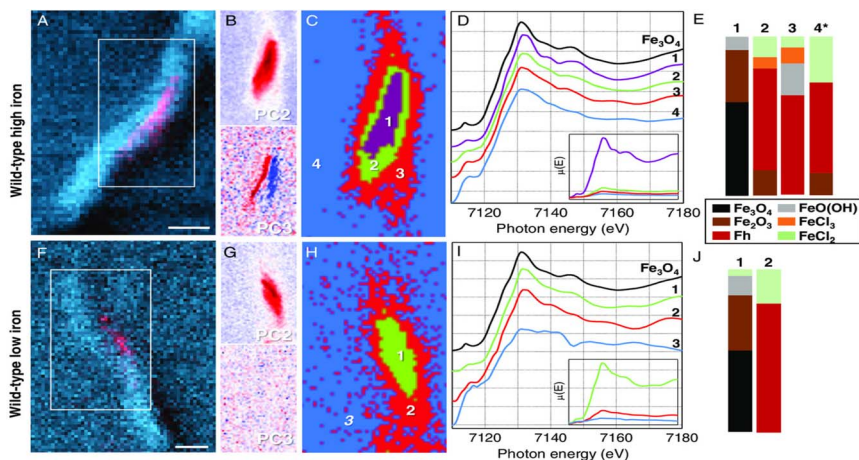 Wild-type high iron
A
B
PC2
PC3
C
1
2
3
4
D
Fe₃O₄
1
2
3
4
μ(E)
7120 7140 7160 7180
Photon energy (eV)
E
1 2 3 4*
Fe₃O₄ FeO(OH)
Fe₂O₃ FeCl₃
Fh FeCl₂
Wild-type low iron
F
G
PC2
PC3
H
1
2
3
I
Fe₃O₄
1
2
3
μ(E)
7120 7140 7160 7180
Photon energy (eV)
J
1 2